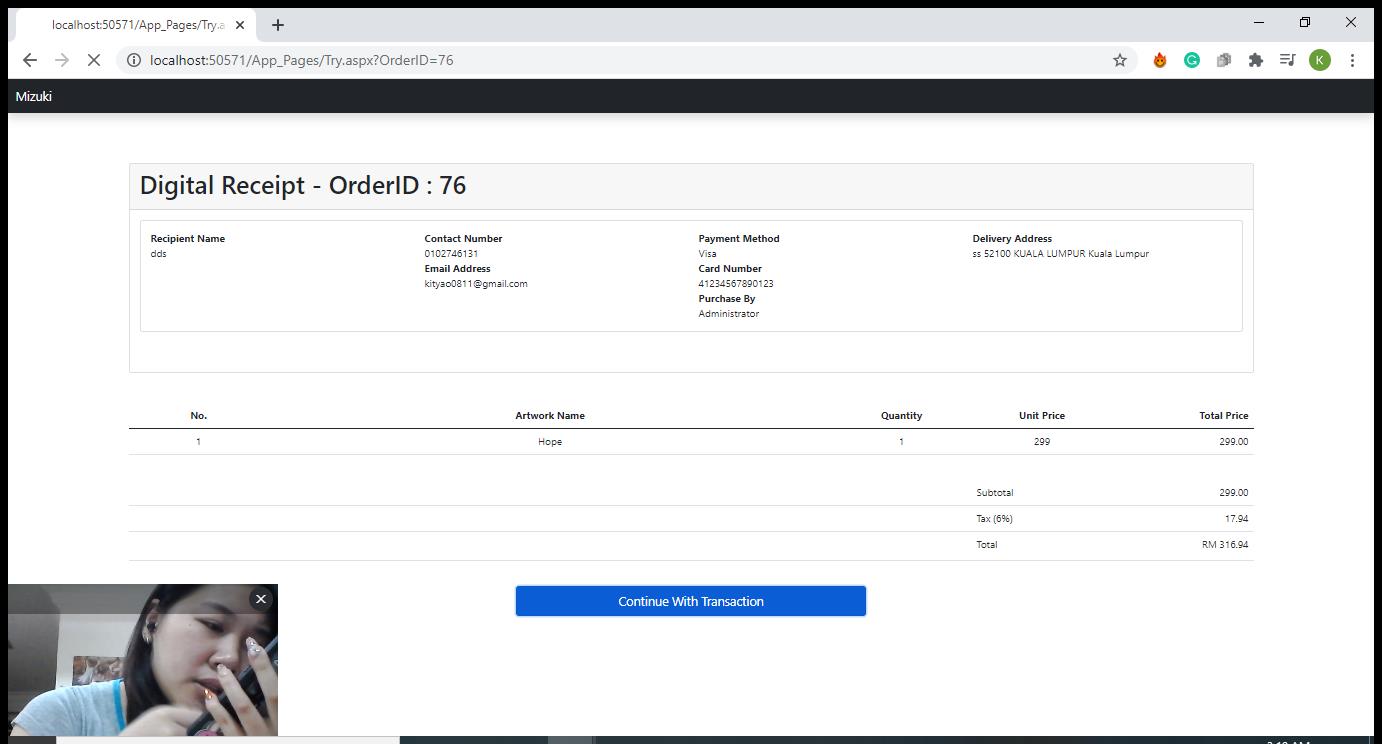 localhost:50571/App_Pages/Try.a
localhost:50571/App_Pages/Try.aspx?OrderID=76
K
Mizuki
Digital Receipt - OrderID : 76
Recipient Name
dds
Contact Number
0102746131
Email Address
kityao0811@gmail.com
Payment Method
Visa
Card Number
41234567890123
Purchase By
Administrator
Delivery Address
ss 52100 KUALA LUMPUR Kuala Lumpur
No. Artwork Name Quantity Unit Price Total Price
1 Hope 1 299 299.00
Subtotal 299.00
Tax (6%) 17.94
Total RM 316.94
Continue With Transaction